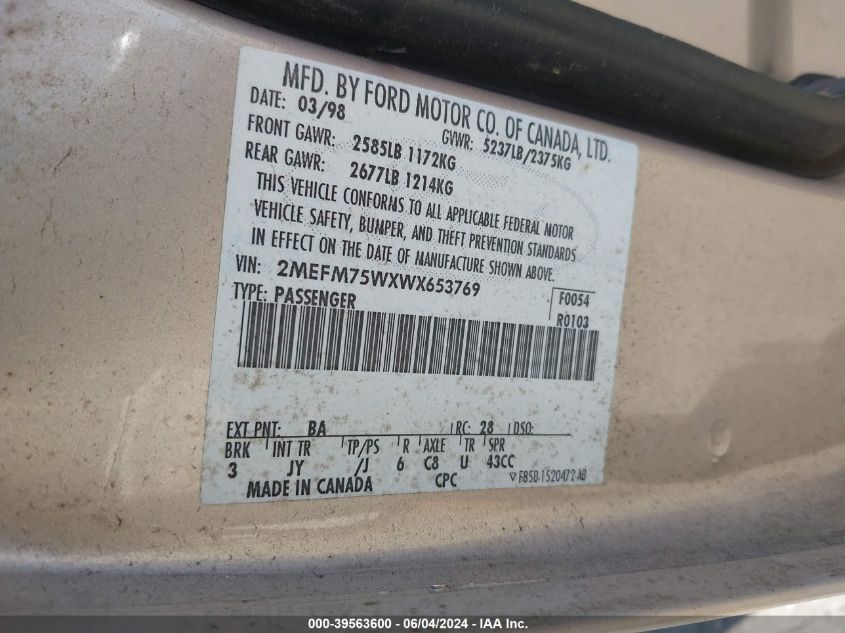 MFD. BY FORD MOTOR CO. OF CANADA, LTD.
DATE: 03/98 GVWR: 5237LB/2375KG
FRONT GAWR: 2585LB 1172KG
REAR GAWR: 2677LB 1214KG
THIS VEHICLE CONFORMS TO ALL APPLICABLE FEDERAL MOTOR
VEHICLE SAFETY, BUMPER, AND THEFT PREVENTION STANDARDS
IN EFFECT ON THE DATE OF MANUFACTURE SHOWN ABOVE.
VIN: 2MEFM75WXWX653769
TYPE: PASSENGER
F0054
R0103
EXT PNT: BA RC: 28 DSO:
BRK INT TR TP/PS R AXLE TR SPR
3 JY /J 6 C8 U 43CC
MADE IN CANADA CPC F85B-1520472-AB
000-39563600 - 06/04/2024 - IAAI.com